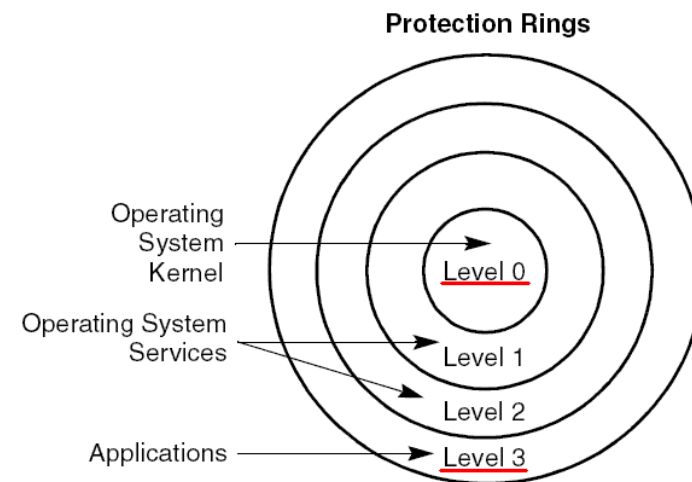 Protection Rings
Operating
System
Kernel
Level 0
Operating System
Services
Level 1
Level 2
Applications
Level 3